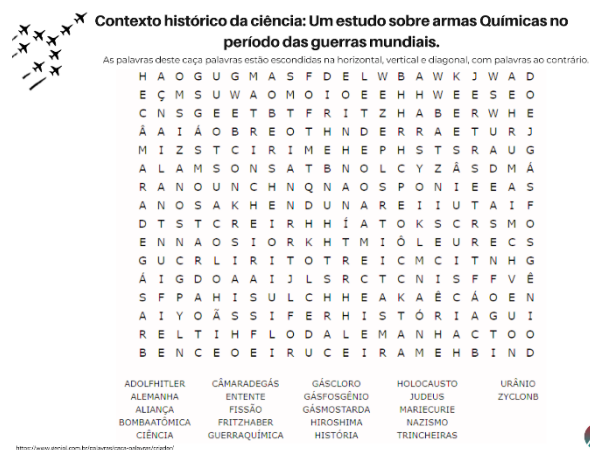 Contexto histórico da ciência: Um estudo sobre armas Químicas no
período das guerras mundiais.
As palavras deste caça palavras estão escondidas na horizontal, vertical e diagonal, com palavras ao contrário.
H A O G U G M A S F D E L W B A W K J W A D
E Ç M S U W A O M O I O E E H H W E E S E O
C N S G E E T B T F R I T Z H A B E R W H E
Â A I Á O B R E O T H N D E R R A E T U R J
M I Z S T C I R I M E H E P H S T S R A U G
A L A M S O N S A T B N O L C Y Z Â S D M Á
R A N O U N C H N Q N A O S P O N I E E A S
A N O S A K H E N D U N A R E I I U T A I F
D T S T C R E I R H H Í A T O K S C R S M O
E N N A O S I O R K H T M I Ô L E U R E C S
G U C R L I R I T O T R E I C M C I T N H G
Á I G D O A A I J L S R C T C N I S F F V Ê
S F P A H I S U L C H H E A K A Ê C Á O E N
A I Y O Ã S S I F E R H I S T Ó R I A G U I
R E L T I H F L O D A L E M A N H A C T O O
B E N C E O E I R U C E I R A M E H B I N D
ADOLFHITLER CÂMARADEGÁS GÁSCLORO HOLOCAUSTO URÂNIO
ALEMANHA ENTENTE GÁSFOSGÊNIO JUDEUS ZYCLONB
ALIANÇA FISSÃO GÁSMOSTARDA MARIECURIE
BOMBAATÔMICA FRITZHABER HIROSHIMA NAZISMO
CIÊNCIA GUERRAQUÍMICA HISTÓRIA TRINCHEIRAS